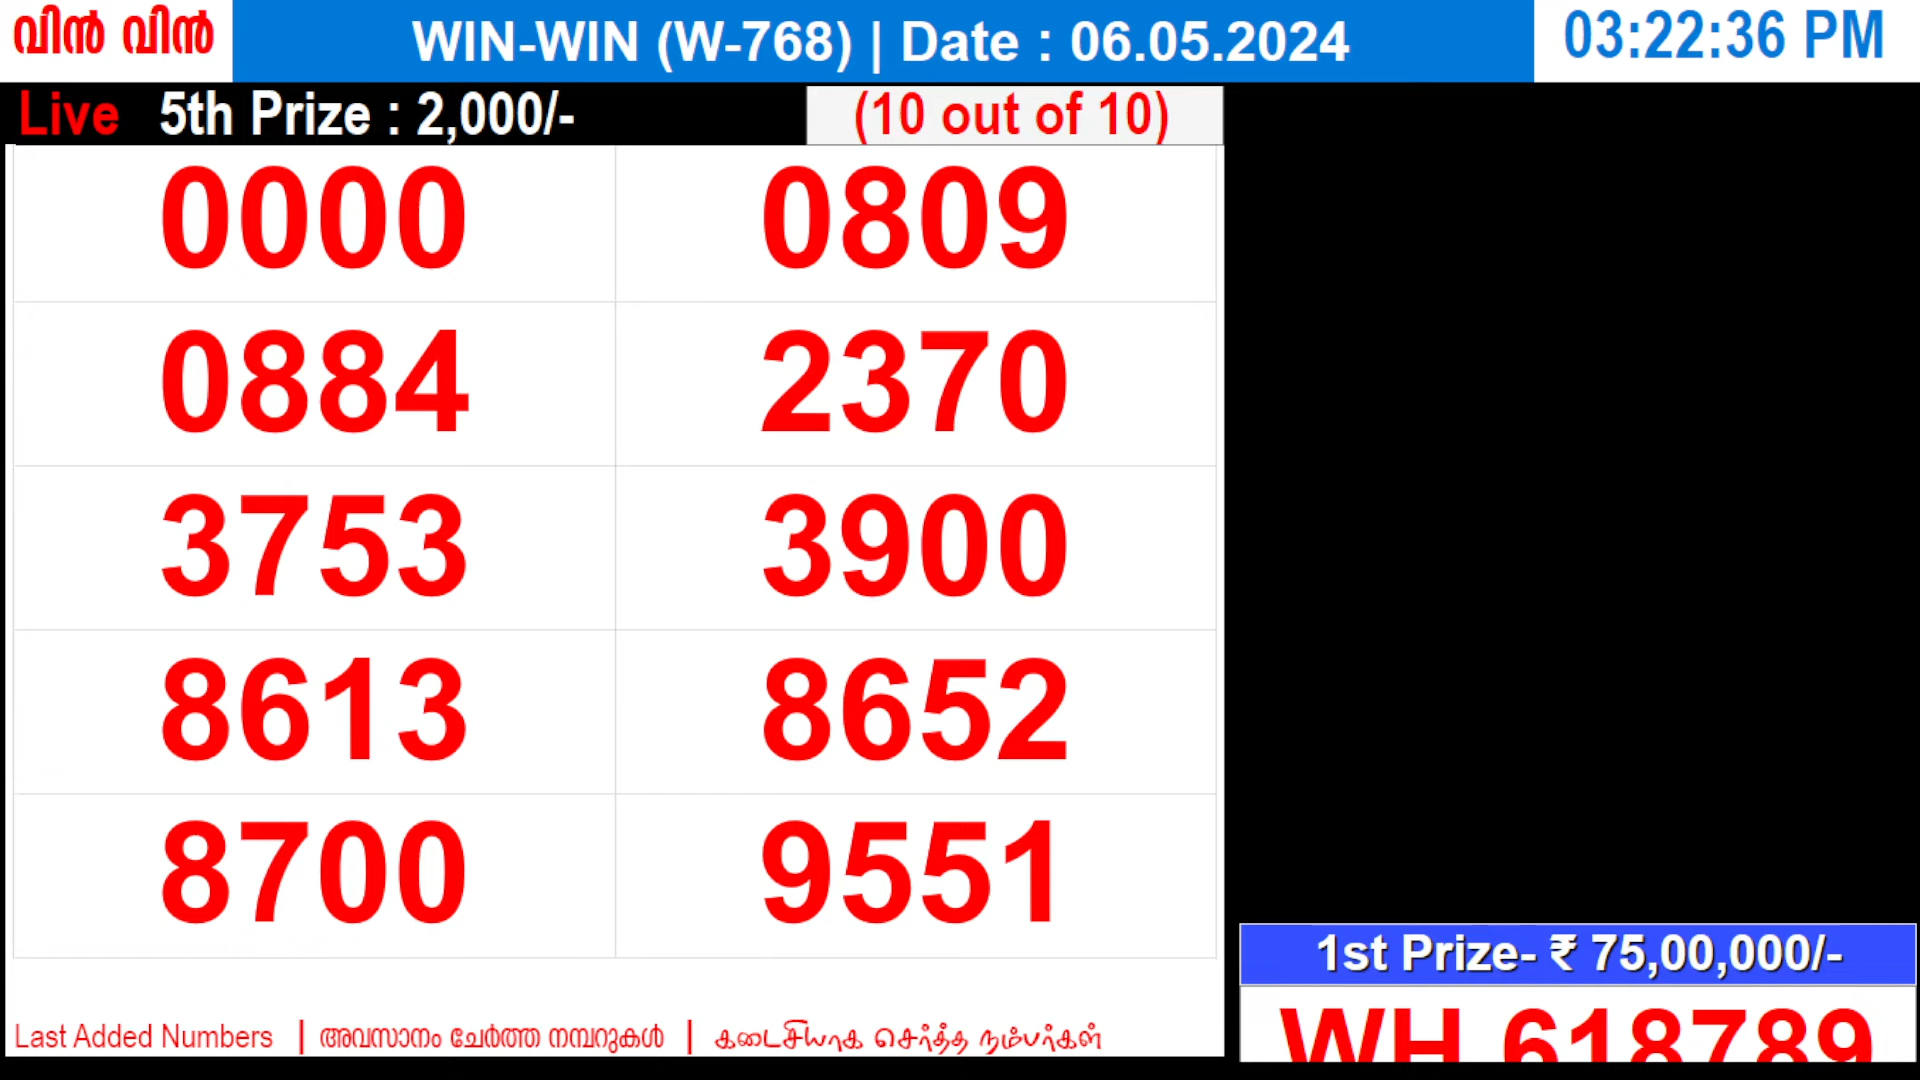 വിൻ വിൻ WIN-WIN (W-768) | Date : 06.05.2024 03:22:36 PM
Live 5th Prize : 2,000/- (10 out of 10)
0000 0809
0884 2370
3753 3900
8613 8652
8700 9551
1st Prize- ₹ 75,00,000/-
WH 618789
Last Added Numbers | അവസാനം ചേർത്ത നമ്പറുകൾ | கடைசியாக சேர்த்த நம்பர்கள்